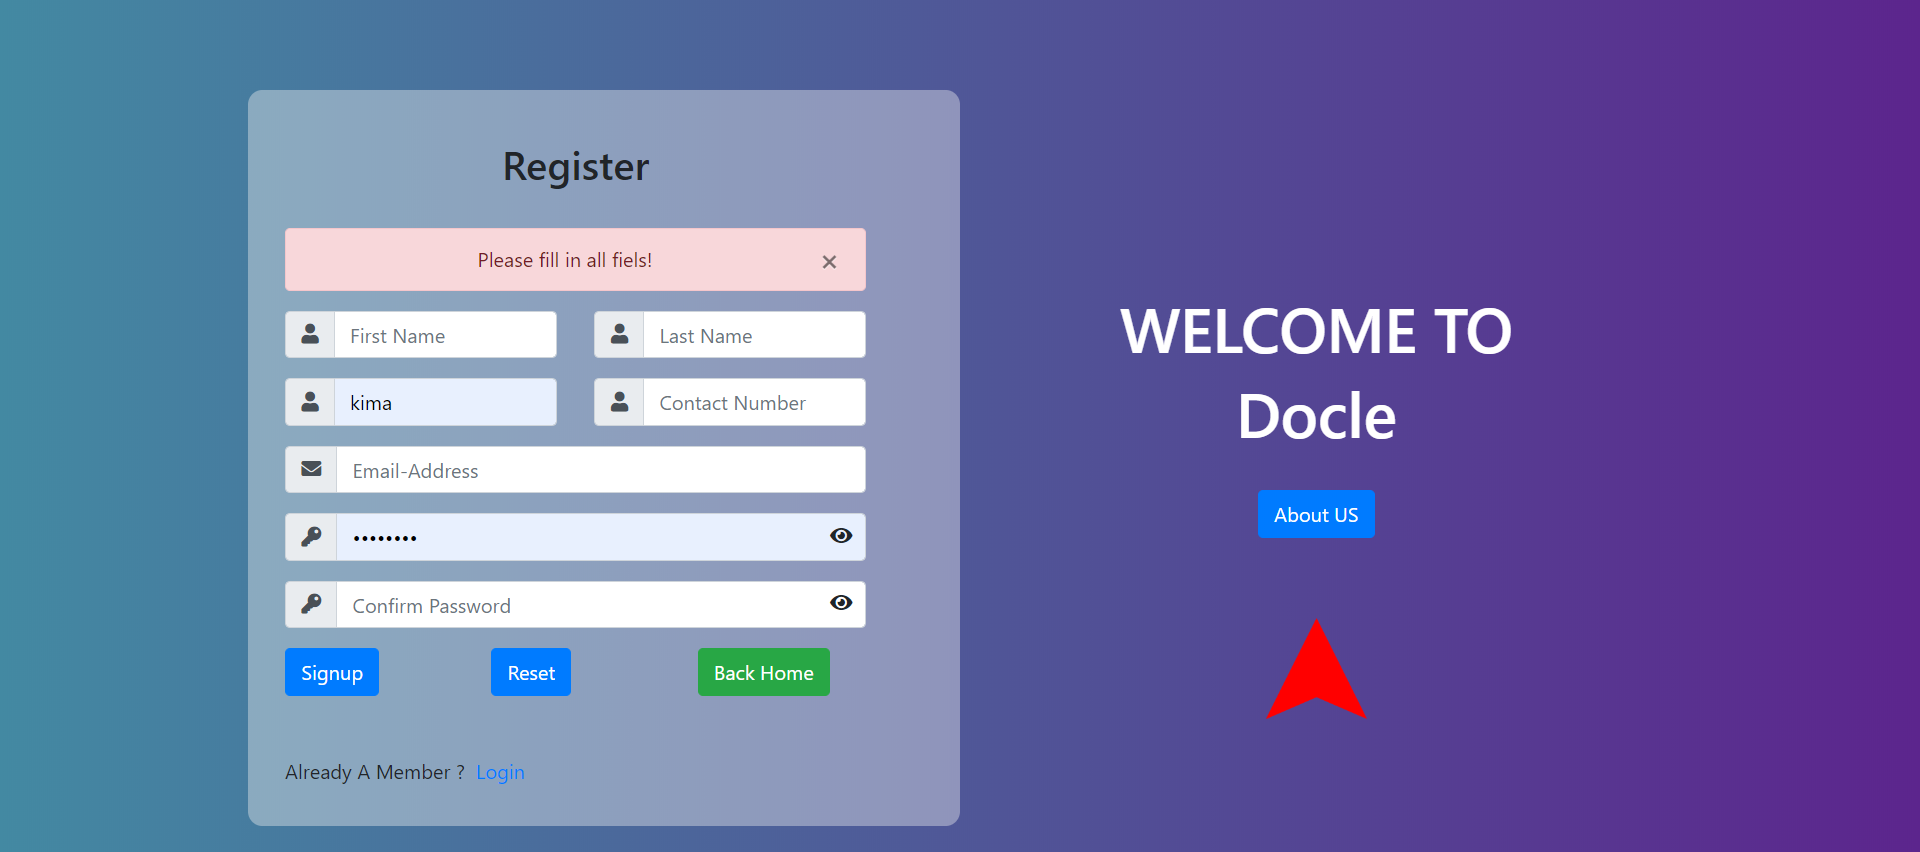 Register
Please fill in all fiels! ×
First Name
Last Name
kima
Contact Number
Email-Address
••••••••
Confirm Password
Signup
Reset
Back Home
Already A Member ? Login
WELCOME TO
Docle
About US